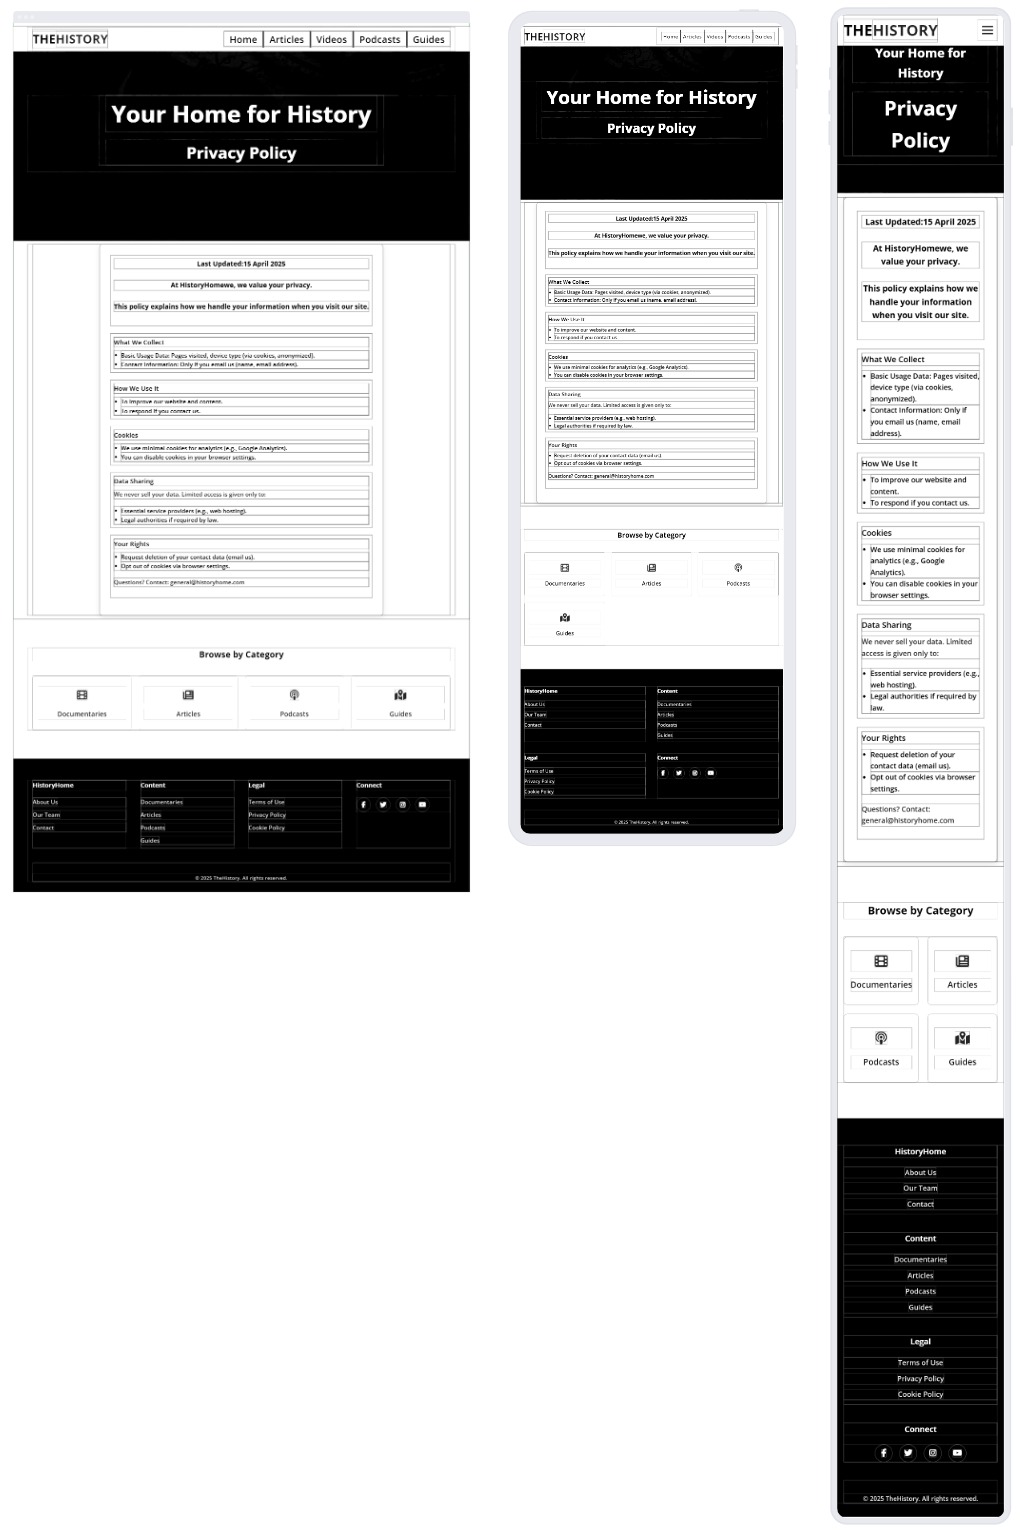 THEHISTORY
Home Articles Videos Podcasts Guides
Your Home for History
Privacy Policy
Last Updated:15 April 2025
At HistoryHomewe, we value your privacy.
This policy explains how we handle your information when you visit our site.
What We Collect
• Basic Usage Data: Pages visited, device type (via cookies, anonymized).
• Contact Information: Only if you email us (name, email address).
How We Use It
• To improve our website and content.
• To respond if you contact us.
Cookies
• We use minimal cookies for analytics (e.g., Google Analytics).
• You can disable cookies in your browser settings.
Data Sharing
We never sell your data. Limited access is given only to:
• Essential service providers (e.g., web hosting).
• Legal authorities if required by law.
Your Rights
• Request deletion of your contact data (email us).
• Opt out of cookies via browser settings.
Questions? Contact: general@historyhome.com
Browse by Category
Documentaries Articles Podcasts Guides
HistoryHome Content Legal Connect
About Us Documentaries Terms of Use
Our Team Articles Privacy Policy
Contact Podcasts Cookie Policy
Guides
© 2025 TheHistory. All rights reserved.
THEHISTORY
Home Articles Videos Podcasts Guides
Your Home for History
Privacy Policy
Last Updated:15 April 2025
At HistoryHomewe, we value your privacy.
This policy explains how we handle your information when you visit our site.
What We Collect
• Basic Usage Data: Pages visited, device type (via cookies, anonymized).
• Contact Information: Only if you email us (name, email address).
How We Use It
• To improve our website and content.
• To respond if you contact us.
Cookies
• We use minimal cookies for analytics (e.g., Google Analytics).
• You can disable cookies in your browser settings.
Data Sharing
We never sell your data. Limited access is given only to:
• Essential service providers (e.g., web hosting).
• Legal authorities if required by law.
Your Rights
• Request deletion of your contact data (email us).
• Opt out of cookies via browser settings.
Questions? Contact: general@historyhome.com
Browse by Category
Documentaries Articles Podcasts
Guides
HistoryHome Content
About Us Documentaries
Our Team Articles
Contact Podcasts
Guides
Legal Connect
Terms of Use
Privacy Policy
Cookie Policy
© 2025 TheHistory. All rights reserved.
THEHISTORY
Your Home for
History
Privacy
Policy
Last Updated:15 April 2025
At HistoryHomewe, we
value your privacy.
This policy explains how we
handle your information
when you visit our site.
What We Collect
• Basic Usage Data: Pages visited,
device type (via cookies,
anonymized).
• Contact Information: Only if
you email us (name, email
address).
How We Use It
• To improve our website and
content.
• To respond if you contact us.
Cookies
• We use minimal cookies for
analytics (e.g., Google
Analytics).
• You can disable cookies in your
browser settings.
Data Sharing
We never sell your data. Limited
access is given only to:
• Essential service providers (e.g.,
web hosting).
• Legal authorities if required by
law.
Your Rights
• Request deletion of your
contact data (email us).
• Opt out of cookies via browser
settings.
Questions? Contact:
general@historyhome.com
Browse by Category
Documentaries Articles
Podcasts Guides
HistoryHome
About Us
Our Team
Contact
Content
Documentaries
Articles
Podcasts
Guides
Legal
Terms of Use
Privacy Policy
Cookie Policy
Connect
© 2025 TheHistory. All rights reserved.